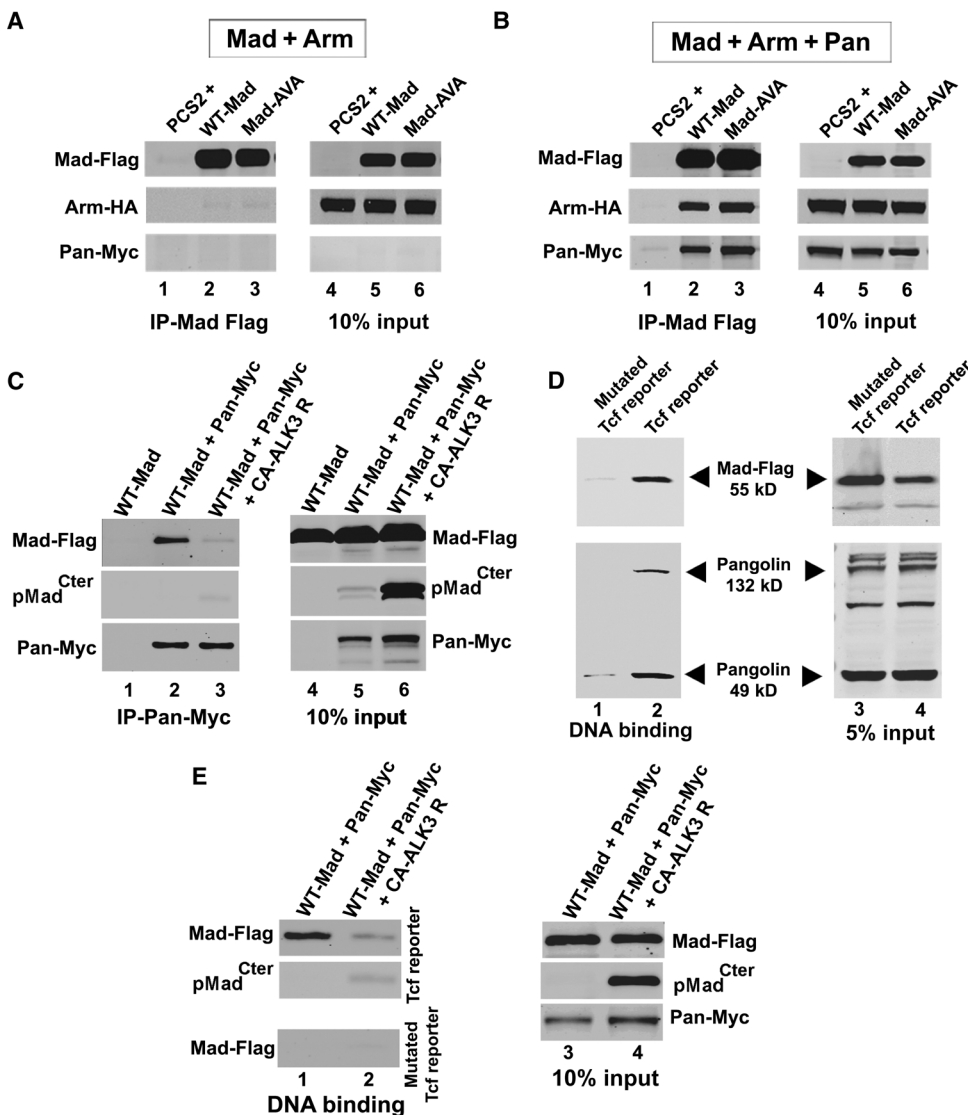 A
Mad + Arm
PCS2 +
WT-Mad
Mad-AVA
PCS2 +
WT-Mad
Mad-AVA
Mad-Flag
Arm-HA
Pan-Myc
1 2 3 4 5 6
IP-Mad Flag 10% input
B
Mad + Arm + Pan
PCS2 +
WT-Mad
Mad-AVA
PCS2 +
WT-Mad
Mad-AVA
Mad-Flag
Arm-HA
Pan-Myc
1 2 3 4 5 6
IP-Mad Flag 10% input
C
WT-Mad
WT-Mad + Pan-Myc
WT-Mad + Pan-Myc
+ CA-ALK3 R
WT-Mad
WT-Mad + Pan-Myc
WT-Mad + Pan-Myc
+ CA-ALK3 R
Mad-Flag Mad-Flag
pMad Cter pMad Cter
Pan-Myc Pan-Myc
1 2 3 4 5 6
IP-Pan-Myc 10% input
D
Mutated
Tcf reporter
Tcf reporter
Mutated
Tcf reporter
Tcf reporter
Mad-Flag
55 kD
Pangolin
132 kD
Pangolin
49 kD
1 2 3 4
DNA binding 5% input
E
WT-Mad + Pan-Myc
WT-Mad + Pan-Myc
+ CA-ALK3 R
WT-Mad + Pan-Myc
WT-Mad + Pan-Myc
+ CA-ALK3 R
Mad-Flag
pMad Cter
Tcf reporter
Mad-Flag
Mutated
Tcf reporter
1 2
DNA binding
Mad-Flag
pMad Cter
Pan-Myc
3 4
10% input